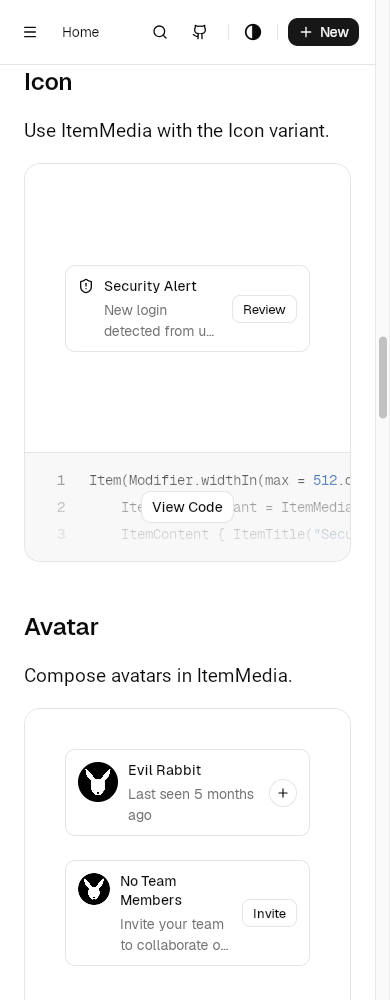 Home
New
Icon
Use ItemMedia with the Icon variant.
Security Alert
New login
detected from u...
Review
1 Item(Modifier.widthIn(max = 512.
2 Ite ant = ItemMedia
View Code
3 ItemContent { ItemTitle("Secu
Avatar
Compose avatars in ItemMedia.
Evil Rabbit
Last seen 5 months
ago
No Team
Members
Invite your team
to collaborate o...
Invite